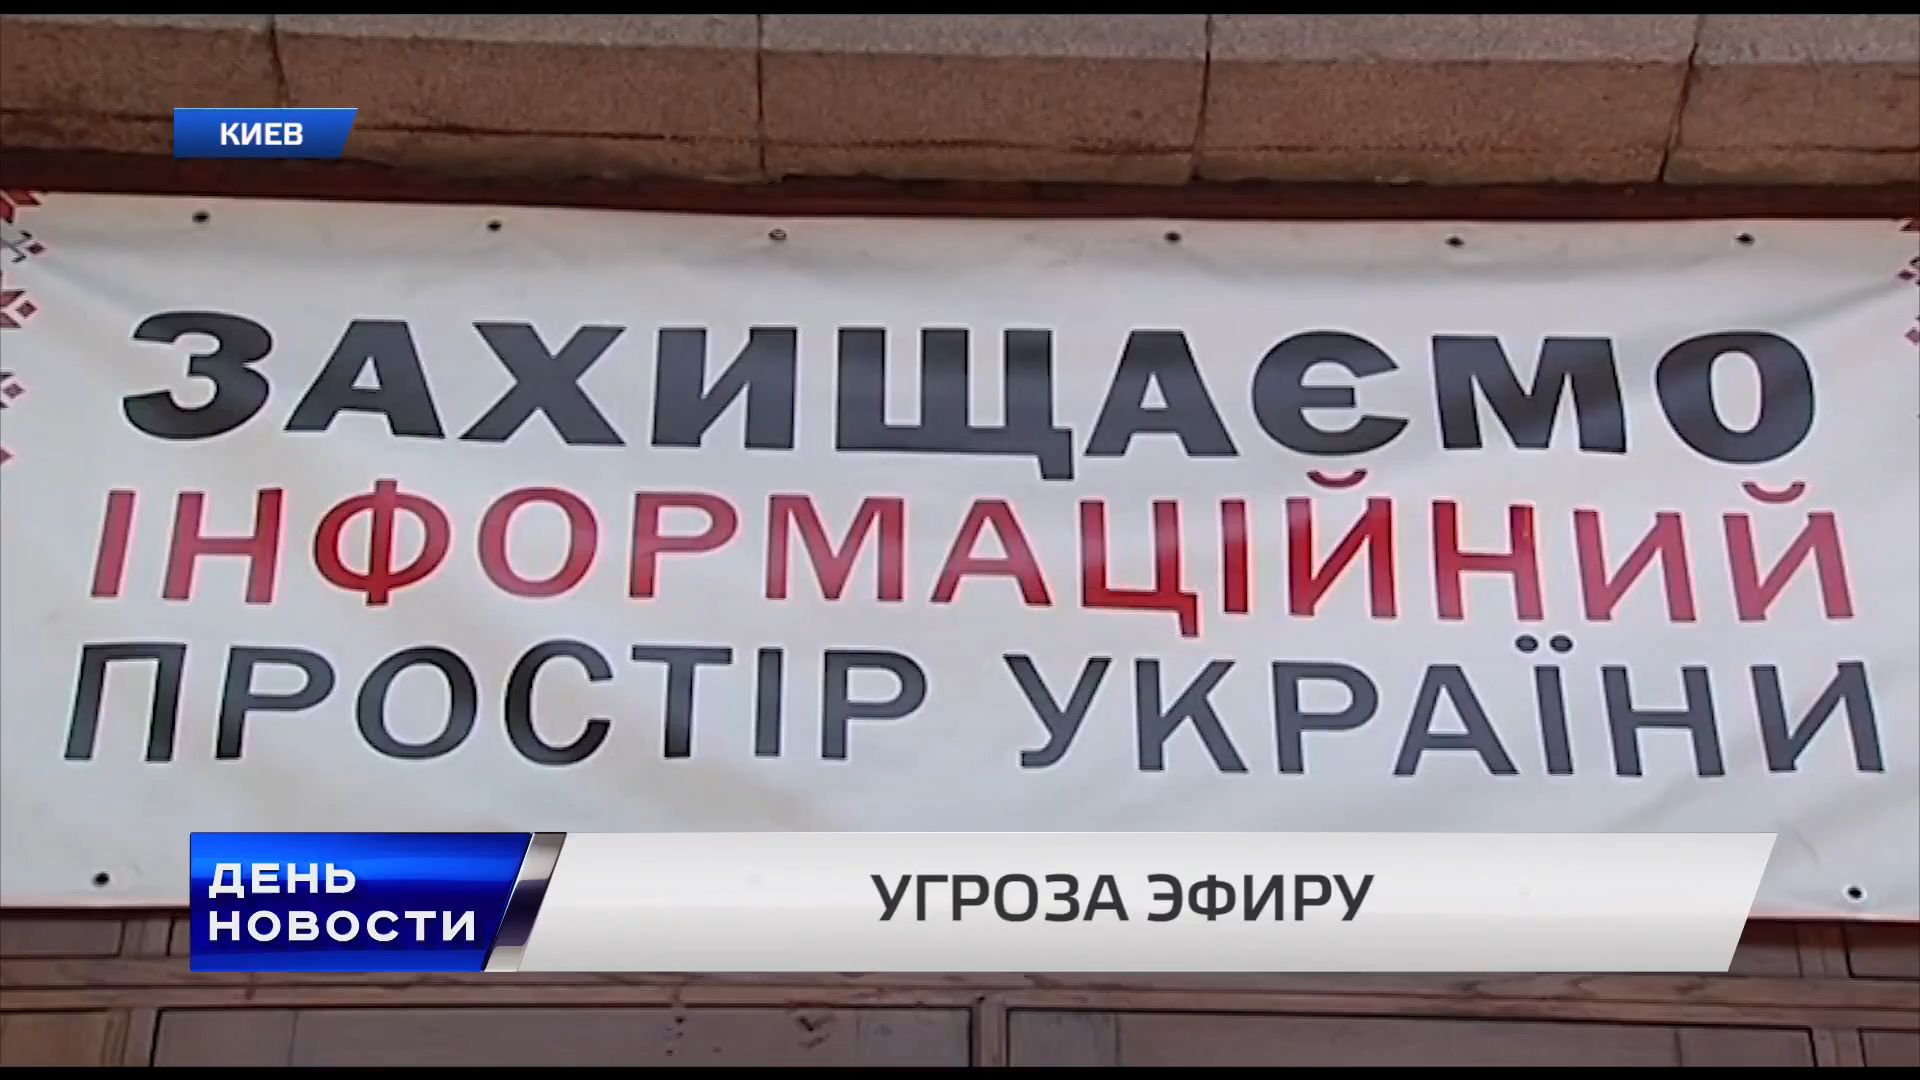 КИЕВ
ЗАХИЩАЄМО
ІНФОРМАЦІЙНИЙ
ПРОСТІР УКРАЇНИ
ДЕНЬ
НОВОСТИ
УГРОЗА ЭФИРУ